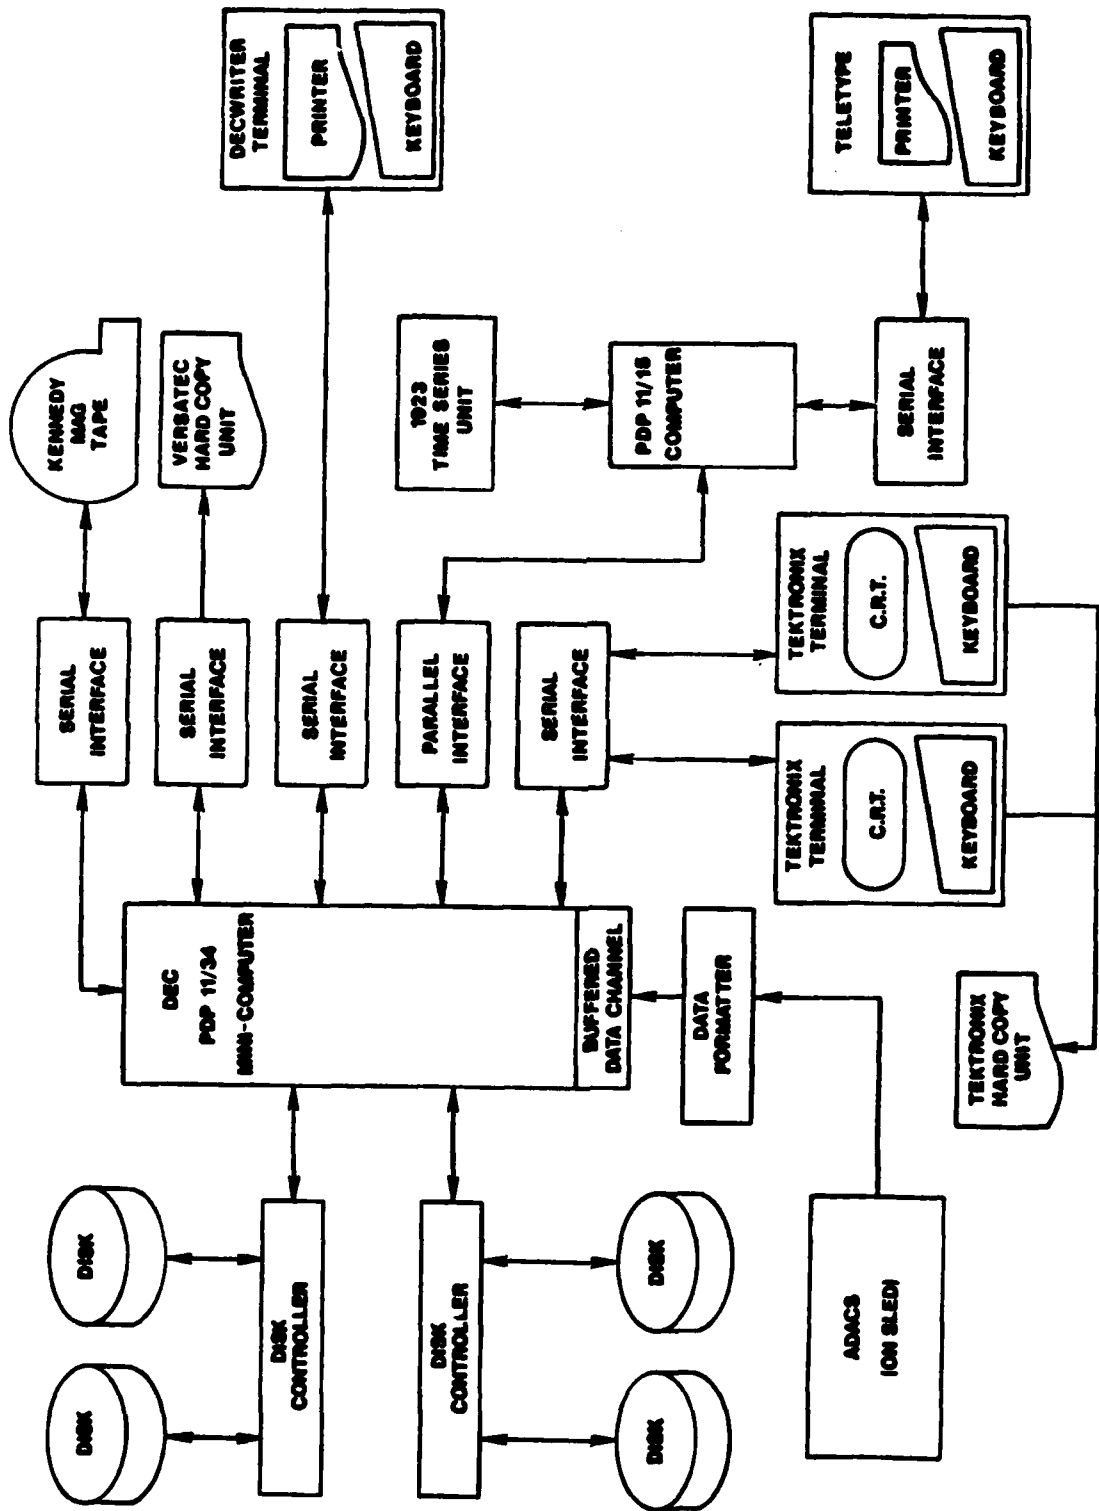 DISK
DISK
SERIAL
INTERFACE
KENNEDY
MAG
TAPE
DISK
CONTROLLER
DEC
PDP 11/34
MINI-COMPUTER
SERIAL
INTERFACE
VERSATEC
HARD COPY
UNIT
SERIAL
INTERFACE
DECWRITER
TERMINAL
PRINTER
KEYBOARD
DISK
CONTROLLER
PARALLEL
INTERFACE
1023
TIME SERIES
UNIT
BUFFERED
DATA CHANNEL
SERIAL
INTERFACE
DISK
DISK
DATA
FORMATTER
PDP 11/15
COMPUTER
ADACS
(ON SLED)
TEKTRONIX
TERMINAL
C.R.T.
KEYBOARD
TEKTRONIX
TERMINAL
C.R.T.
KEYBOARD
SERIAL
INTERFACE
TELETYPE
PRINTER
KEYBOARD
TEKTRONIX
HARD COPY
UNIT